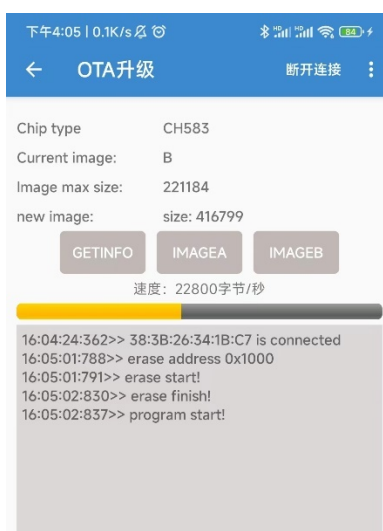 下午4:05 | 0.1K/s
84
OTA升级
断开连接
Chip type CH583
Current image: B
Image max size: 221184
new image: size: 416799
GETINFO IMAGEA IMAGEB
速度：22800字节/秒
16:04:24:362>> 38:3B:26:34:1B:C7 is connected
16:05:01:788>> erase address 0x1000
16:05:01:791>> erase start!
16:05:02:830>> erase finish!
16:05:02:837>> program start!